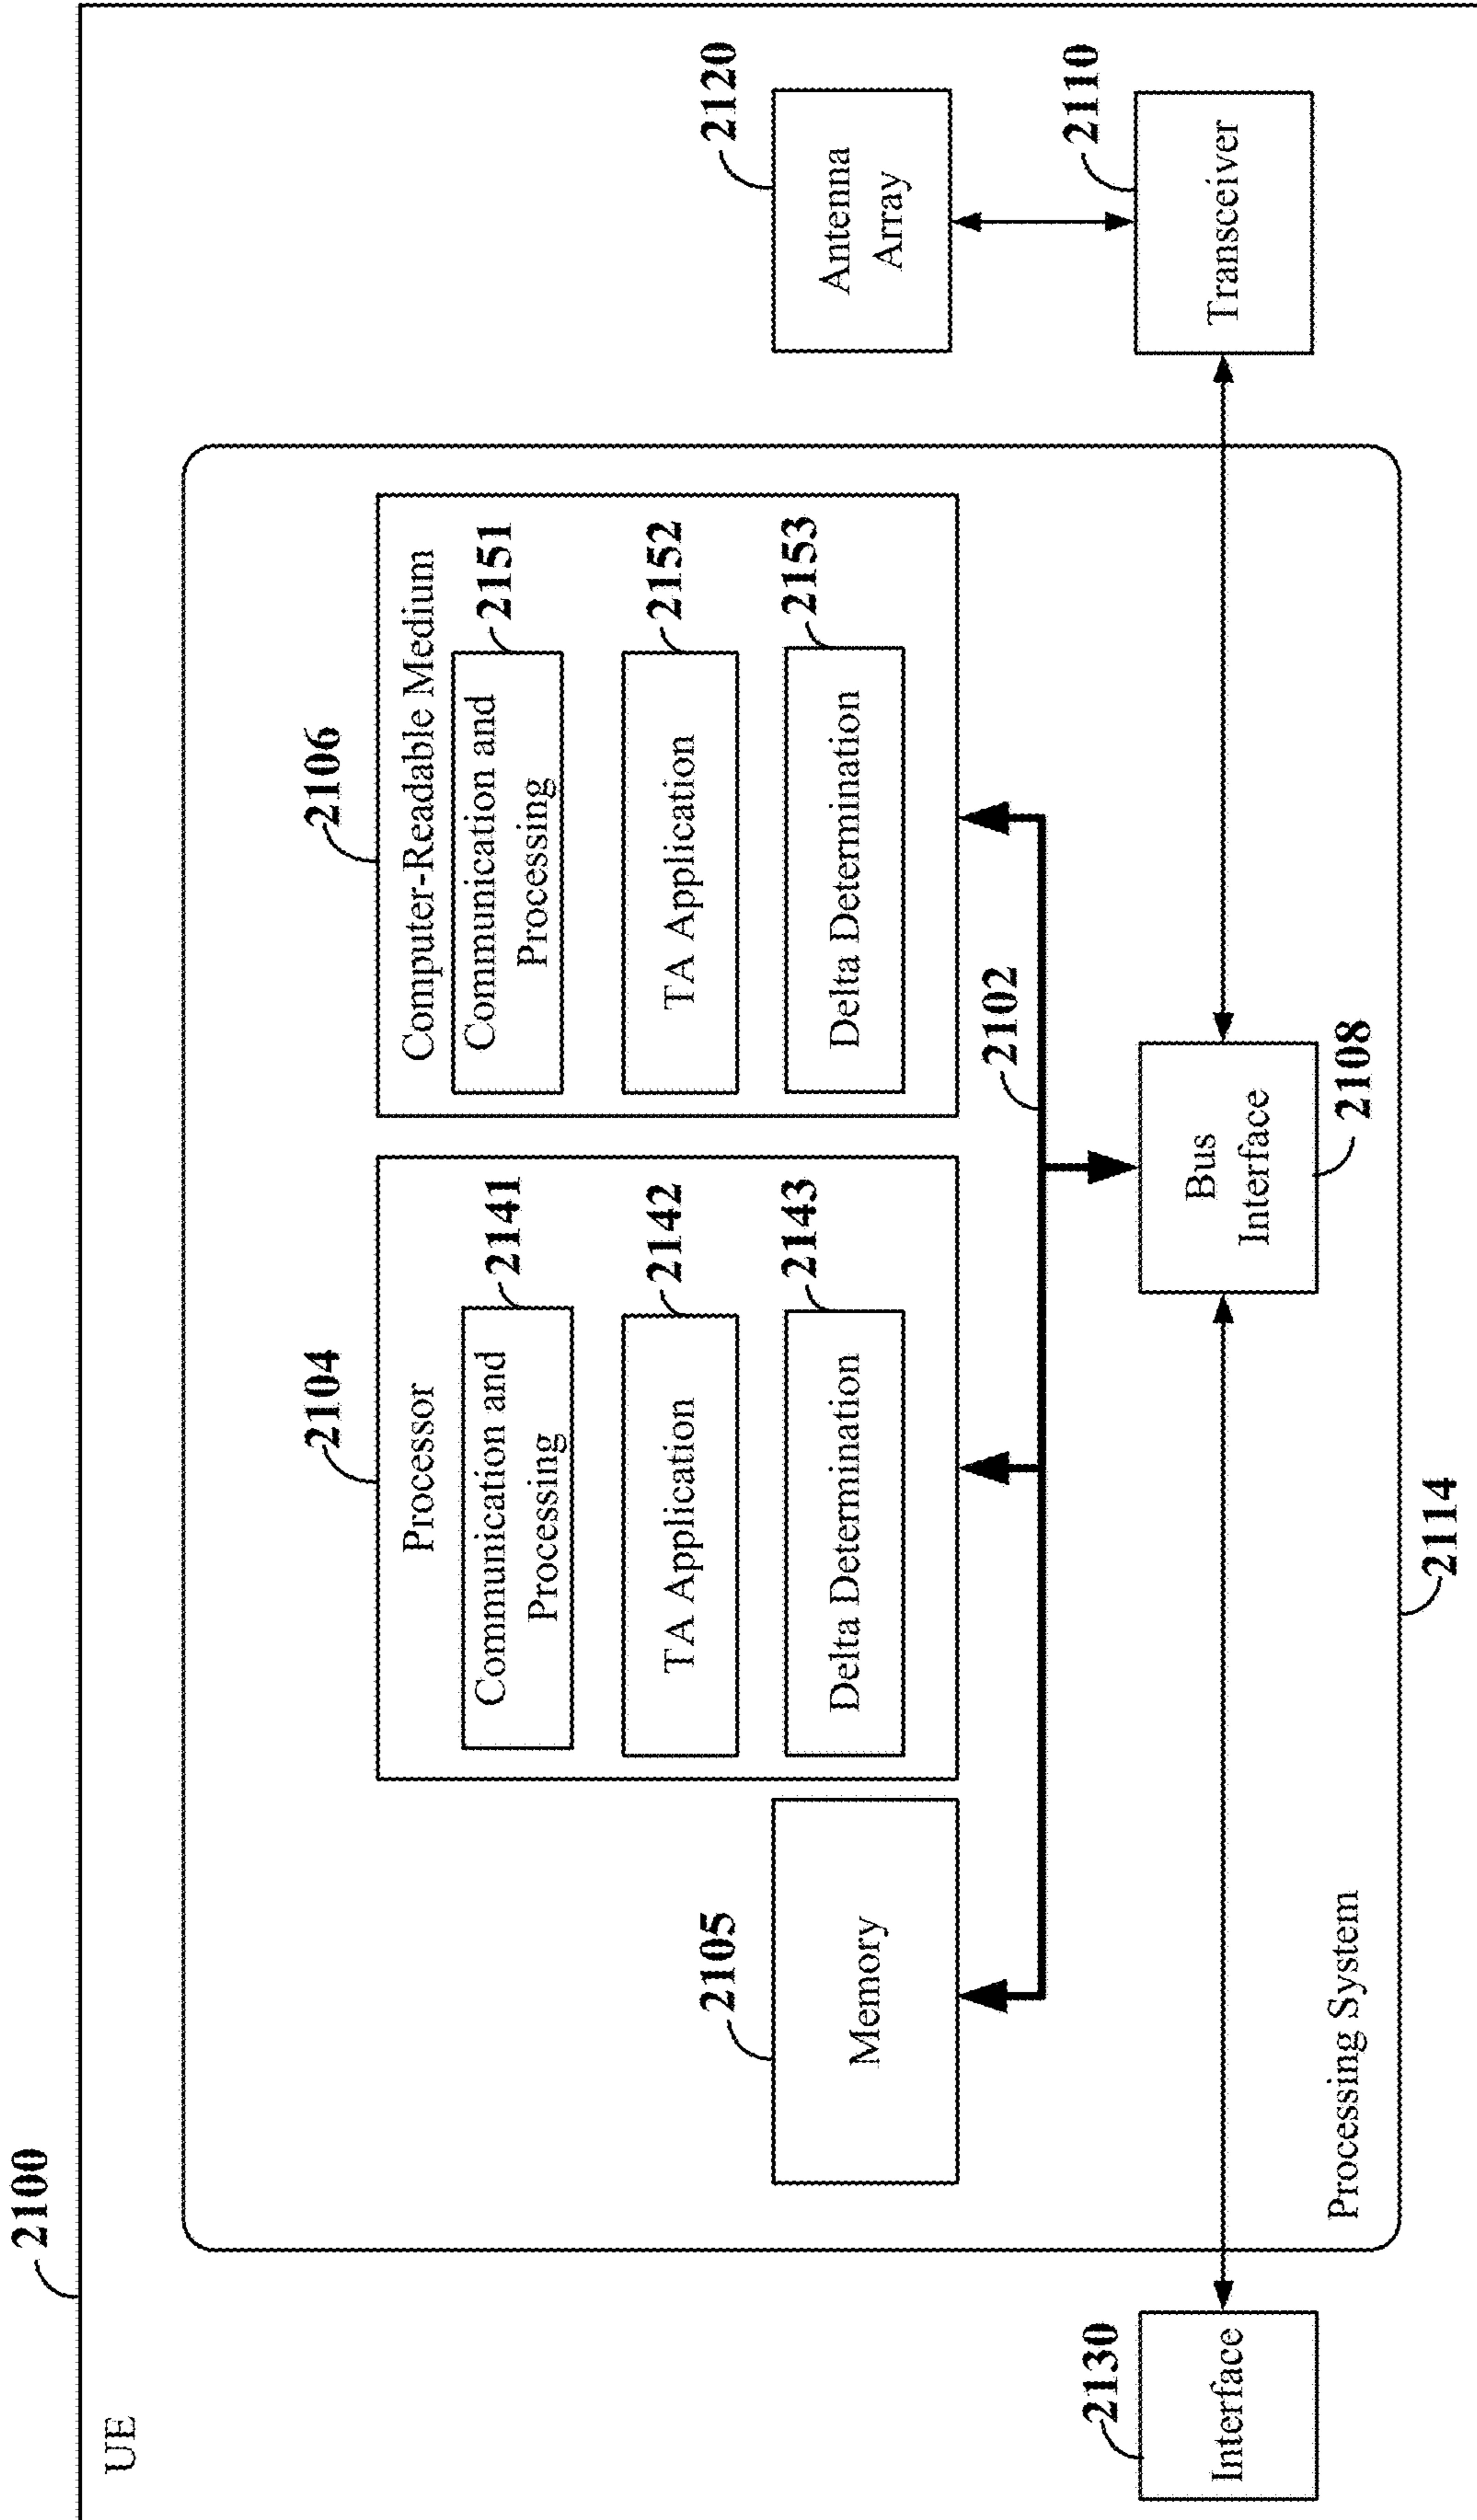 2100
UE
2104
2106
Processor
Computer-Readable Medium
Communication and
Processing
2141
Communication and
Processing
2151
2105
2120
TA Application
2142
TA Application
2152
Memory
Delta Determination
2143
Delta Determination
2153
Antenna
Array
2102
2130
2110
Interface
Bus
Interface
Transceiver
2108
Processing System
2114